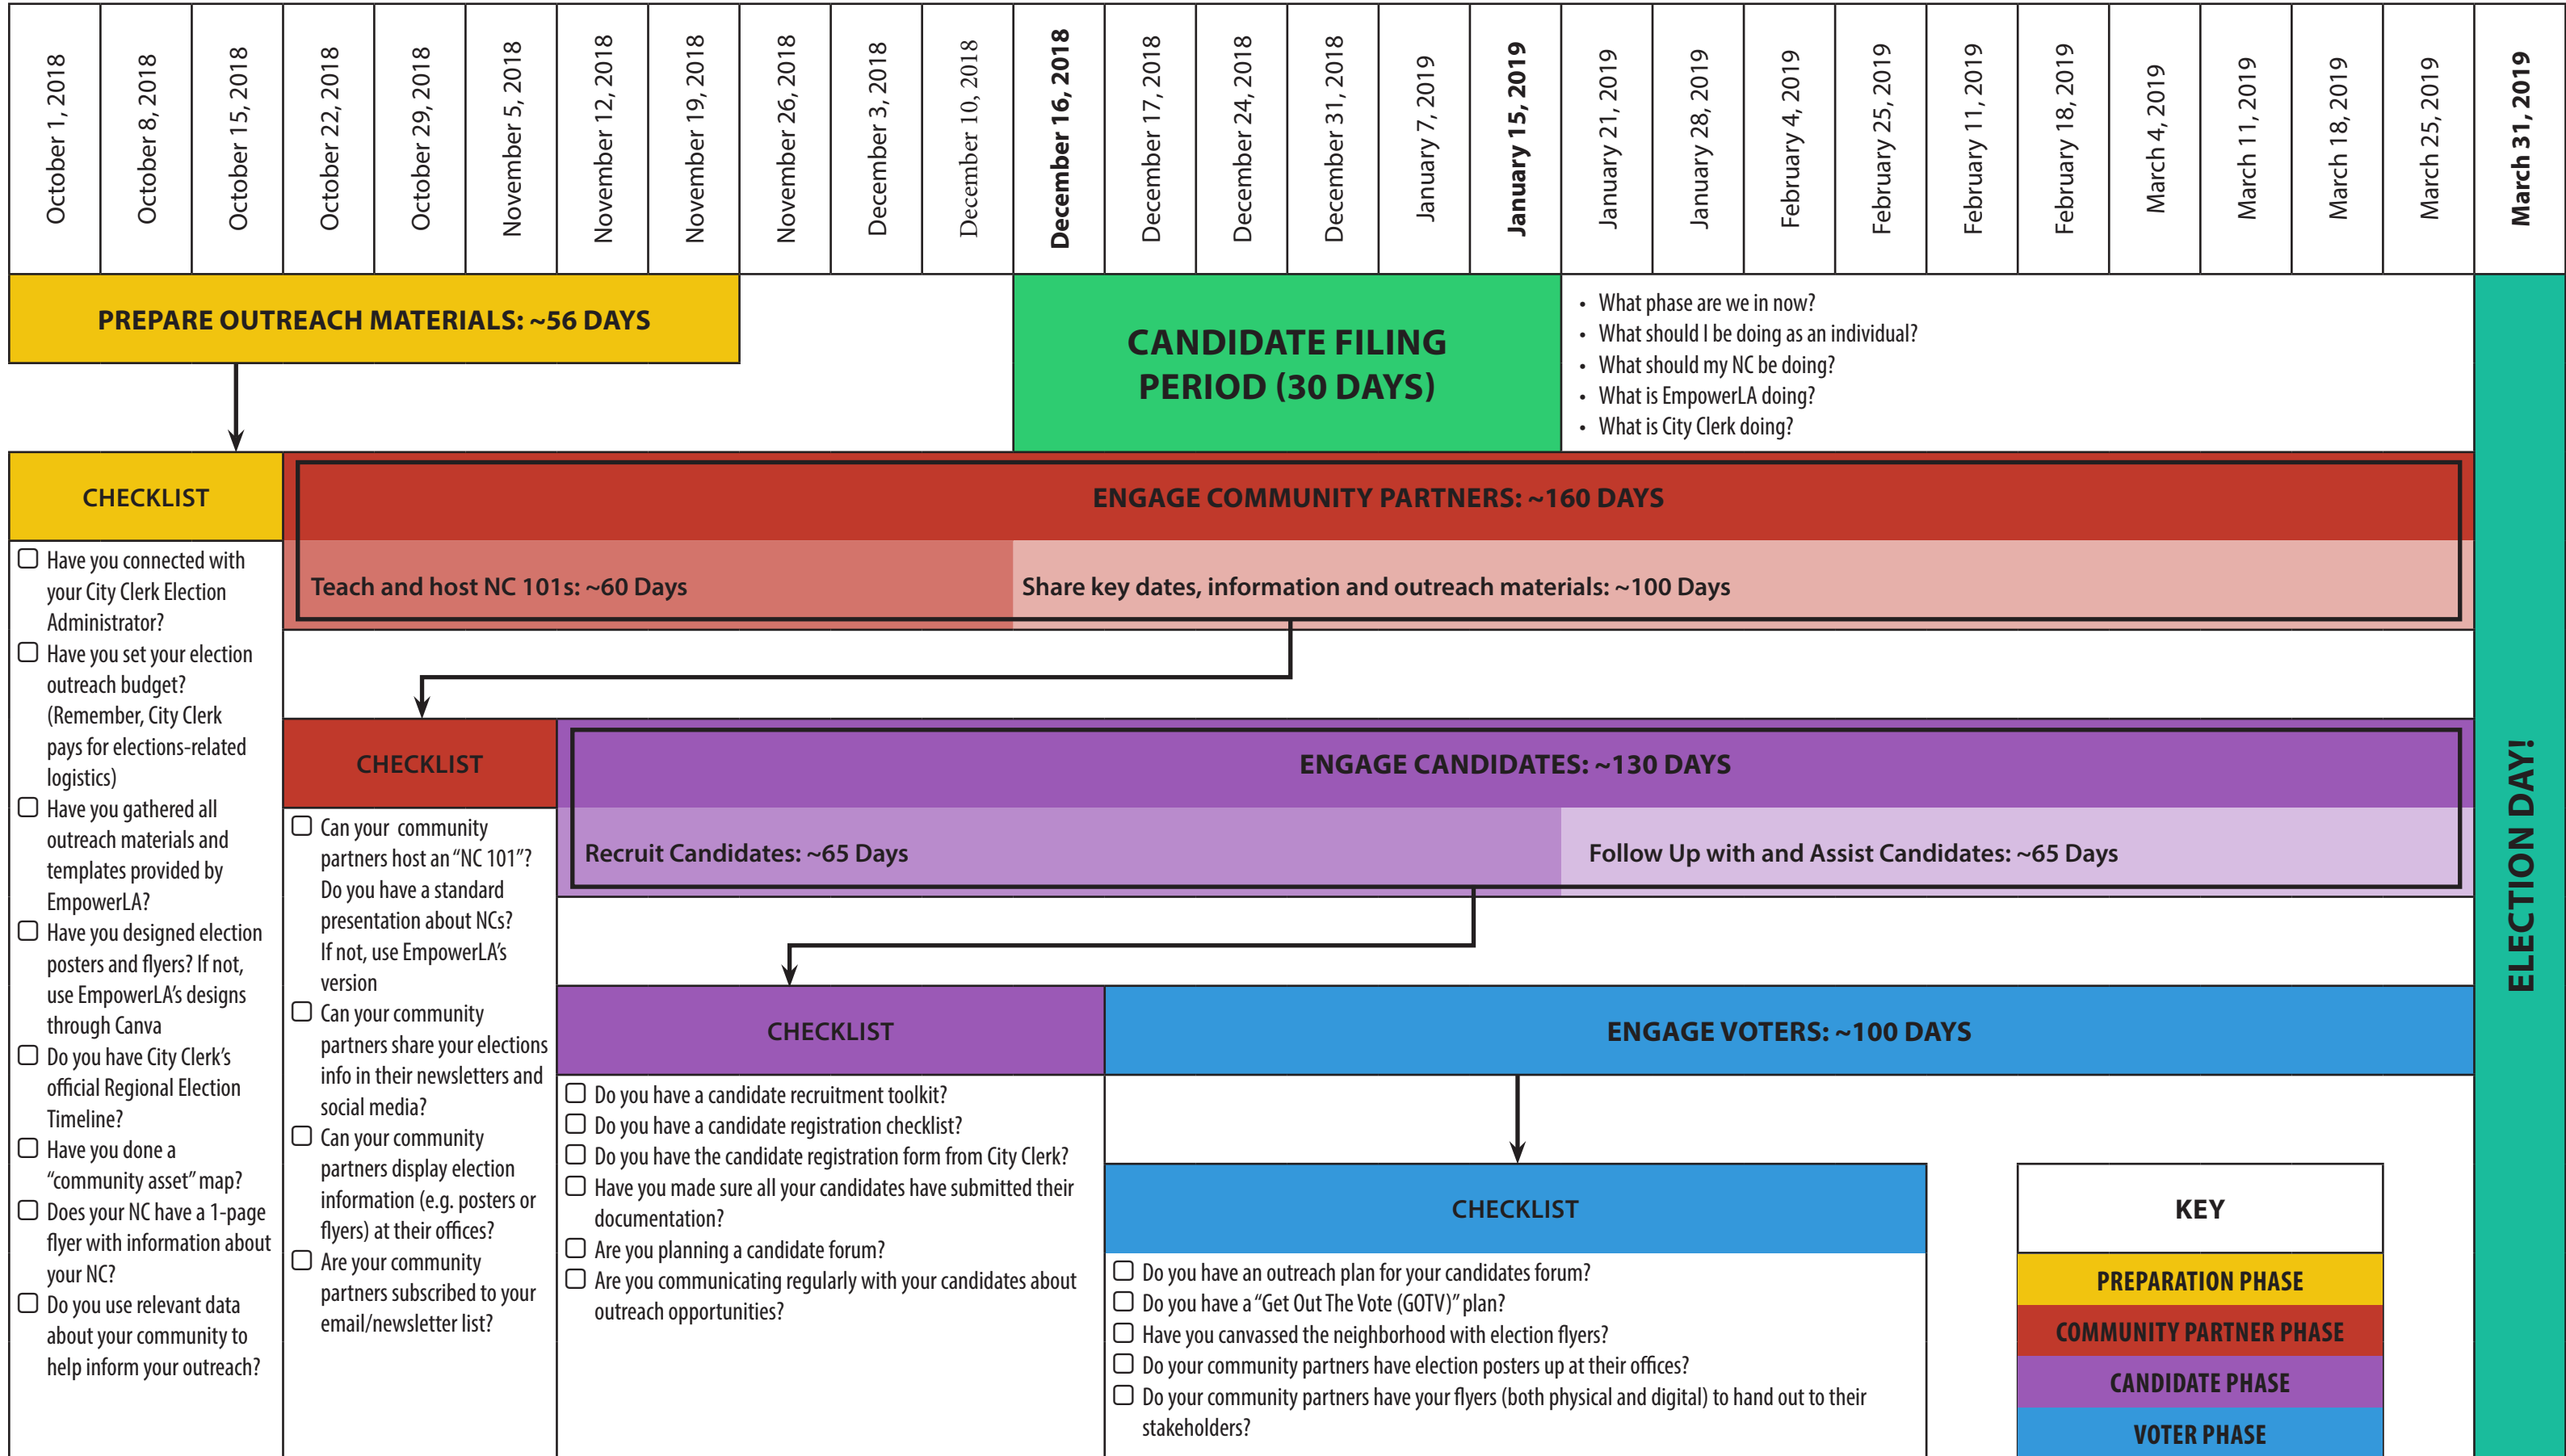 October 1, 2018
October 8, 2018
October 15, 2018
October 22, 2018
October 29, 2018
November 5, 2018
November 12, 2018
November 19, 2018
November 26, 2018
December 3, 2018
December 10, 2018
December 16, 2018
December 17, 2018
December 24, 2018
December 31, 2018
January 7, 2019
January 15, 2019
January 21, 2019
January 28, 2019
February 4, 2019
February 25, 2019
February 11, 2019
February 18, 2019
March 4, 2019
March 11, 2019
March 18, 2019
March 25, 2019
March 31, 2019
PREPARE OUTREACH MATERIALS: ~56 DAYS
CANDIDATE FILING
PERIOD (30 DAYS)
• What phase are we in now?
• What should I be doing as an individual?
• What should my NC be doing?
• What is EmpowerLA doing?
• What is City Clerk doing?
ELECTION DAY!
CHECKLIST
Have you connected with
your City Clerk Election
Administrator?
Have you set your election
outreach budget?
(Remember, City Clerk
pays for elections-related
logistics)
Have you gathered all
outreach materials and
templates provided by
EmpowerLA?
Have you designed election
posters and flyers? If not,
use EmpowerLA's designs
through Canva
Do you have City Clerk's
official Regional Election
Timeline?
Have you done a
"community asset" map?
Does your NC have a 1-page
flyer with information about
your NC?
Do you use relevant data
about your community to
help inform your outreach?
ENGAGE COMMUNITY PARTNERS: ~160 DAYS
Teach and host NC 101s: ~60 Days
Share key dates, information and outreach materials: ~100 Days
CHECKLIST
Can your community
partners host an "NC 101"?
Do you have a standard
presentation about NCs?
If not, use EmpowerLA's
version
Can your community
partners share your elections
info in their newsletters and
social media?
Can your community
partners display election
information (e.g. posters or
flyers) at their offices?
Are your community
partners subscribed to your
email/newsletter list?
ENGAGE CANDIDATES: ~130 DAYS
Recruit Candidates: ~65 Days
Follow Up with and Assist Candidates: ~65 Days
CHECKLIST
Do you have a candidate recruitment toolkit?
Do you have a candidate registration checklist?
Do you have the candidate registration form from City Clerk?
Have you made sure all your candidates have submitted their
documentation?
Are you planning a candidate forum?
Are you communicating regularly with your candidates about
outreach opportunities?
ENGAGE VOTERS: ~100 DAYS
CHECKLIST
Do you have an outreach plan for your candidates forum?
Do you have a "Get Out The Vote (GOTV)" plan?
Have you canvassed the neighborhood with election flyers?
Do your community partners have election posters up at their offices?
Do your community partners have your flyers (both physical and digital) to hand out to their
stakeholders?
KEY
PREPARATION PHASE
COMMUNITY PARTNER PHASE
CANDIDATE PHASE
VOTER PHASE